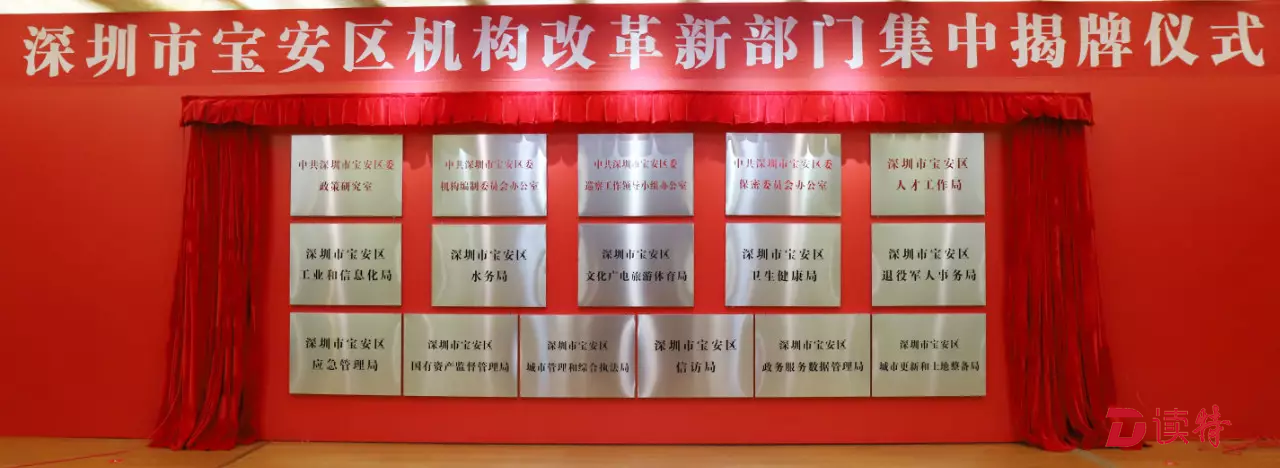 深圳市宝安区机构改革新部门集中揭牌仪式
中共深圳市宝安区委
政策研究室
中共深圳市宝安区委
机构编制委员会办公室
中共深圳市宝安区委
巡察工作领导小组办公室
中共深圳市宝安区委
保密委员会办公室
深圳市宝安区
人才工作局
深圳市宝安区
工业和信息化局
深圳市宝安区
水务局
深圳市宝安区
文化广电旅游体育局
深圳市宝安区
卫生健康局
深圳市宝安区
退役军人事务局
深圳市宝安区
应急管理局
深圳市宝安区
国有资产监督管理局
深圳市宝安区
城市管理和综合执法局
深圳市宝安区
信访局
深圳市宝安区
政务服务数据管理局
深圳市宝安区
城市更新和土地整备局
读特